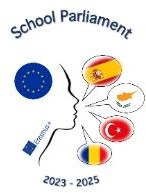 School Parliament
Erasmus+
2023 - 2025